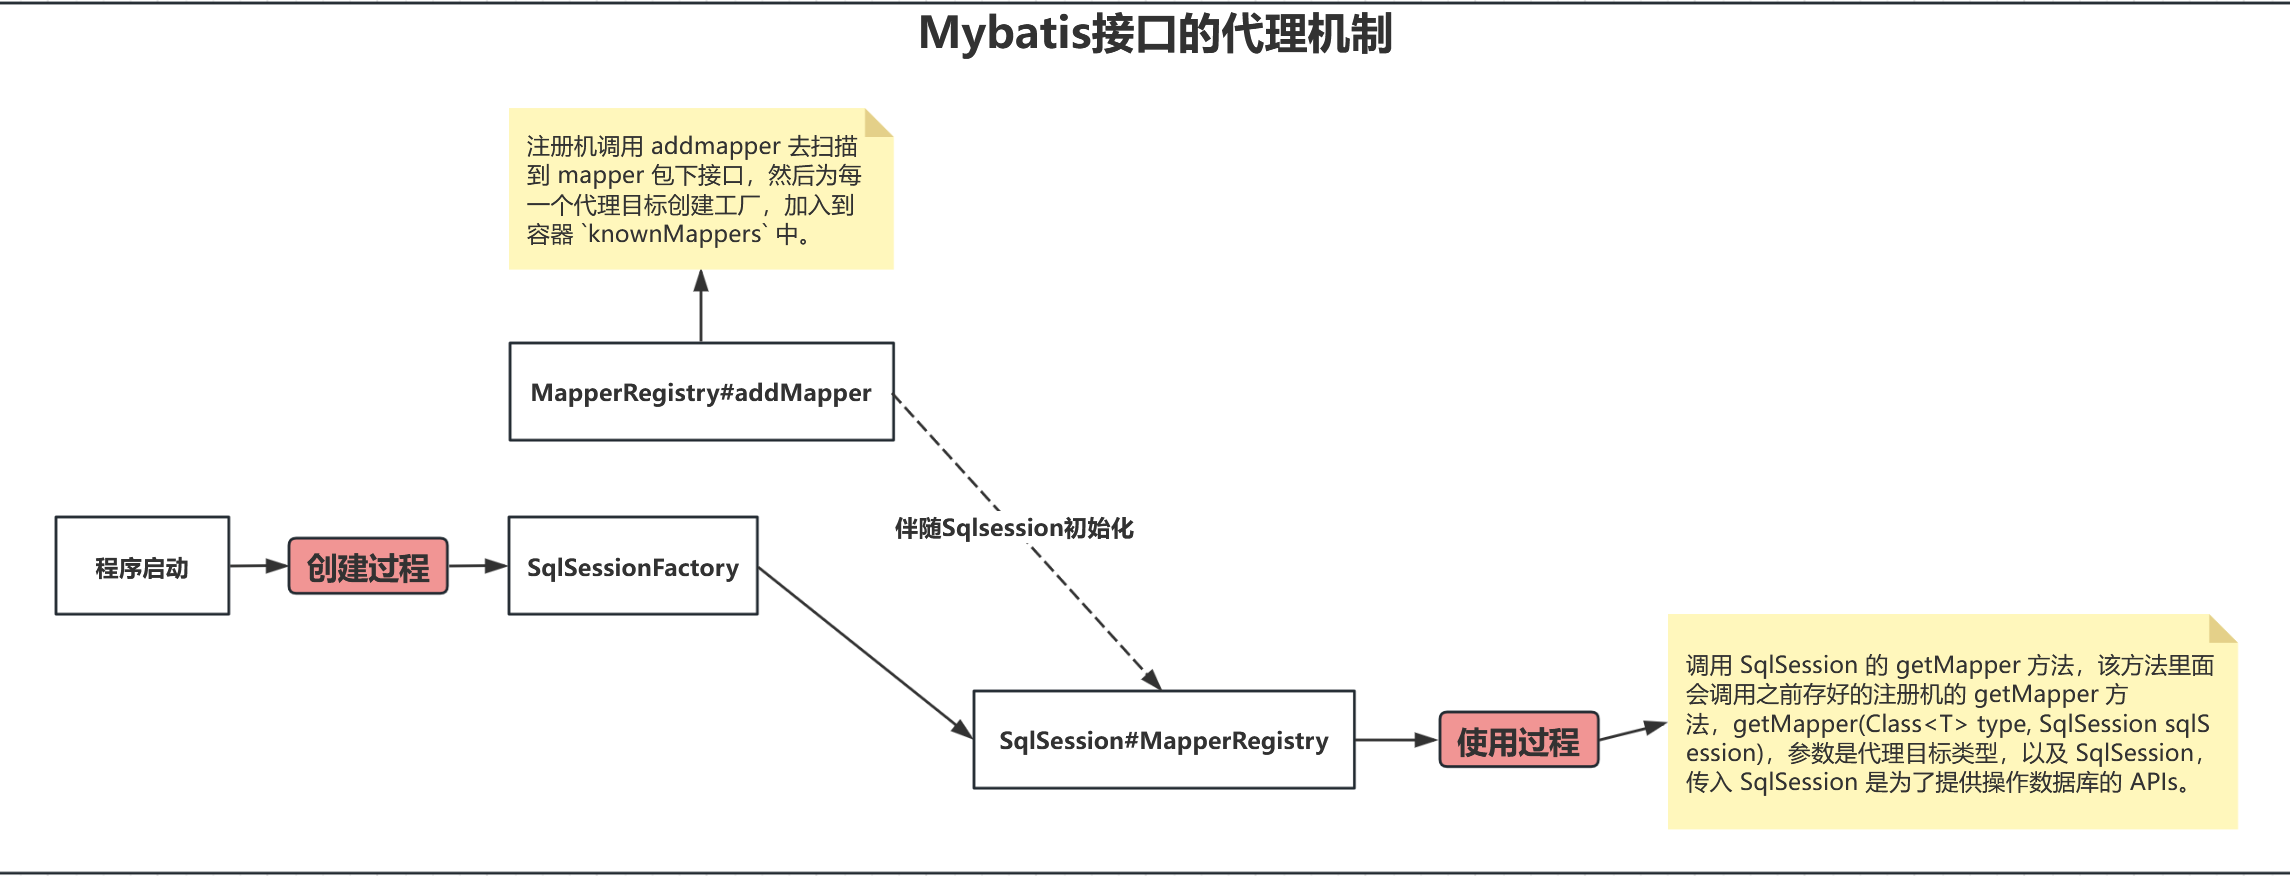 Mybatis接口的代理机制
注册机调用 addmapper 去扫描
到 mapper 包下接口，然后为每
一个代理目标创建工厂，加入到
容器 `knownMappers` 中。
MapperRegistry#addMapper
伴随Sqlsession初始化
程序启动
创建过程
SqlSessionFactory
SqlSession#MapperRegistry
使用过程
调用 SqlSession 的 getMapper 方法，该方法里面
会调用之前存好的注册机的 getMapper 方
法，getMapper(Class<T> type, SqlSession sqlS
ession)，参数是代理目标类型，以及 SqlSession，
传入 SqlSession 是为了提供操作数据库的 APIs。